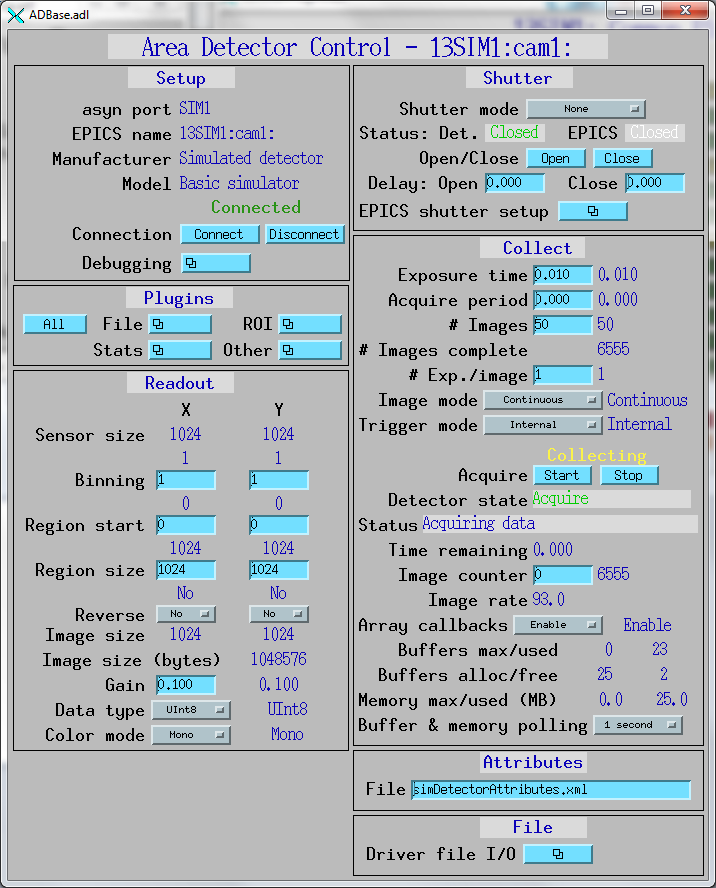 ADBase.adl
Area Detector Control - 13SIM1:cam1:
Setup
asyn port SIM1
EPICS name 13SIM1:cam1:
Manufacturer Simulated detector
Model Basic simulator
Connected
Connection Connect Disconnect
Debugging
Plugins
All File ROI
Stats Other
Readout
X Y
Sensor size 1024 1024
1 1
Binning 1 1
0 0
Region start 0 0
1024 1024
Region size 1024 1024
No No
Reverse No No
Image size 1024 1024
Image size (bytes) 1048576
Gain 0.100 0.100
Data type UInt8 UInt8
Color mode Mono Mono
Shutter
Shutter mode None
Status: Det. Closed EPICS Closed
Open/Close Open Close
Delay: Open 0.000 Close 0.000
EPICS shutter setup
Collect
Exposure time 0.010 0.010
Acquire period 0.000 0.000
# Images 50 50
# Images complete 6555
# Exp./image 1 1
Image mode Continuous Continuous
Trigger mode Internal Internal
Collecting
Acquire Start Stop
Detector state Acquire
Status Acquiring data
Time remaining 0.000
Image counter 0 6555
Image rate 93.0
Array callbacks Enable Enable
Buffers max/used 0 23
Buffers alloc/free 25 2
Memory max/used (MB) 0.0 25.0
Buffer & memory polling 1 second
Attributes
File simDetectorAttributes.xml
File
Driver file I/O